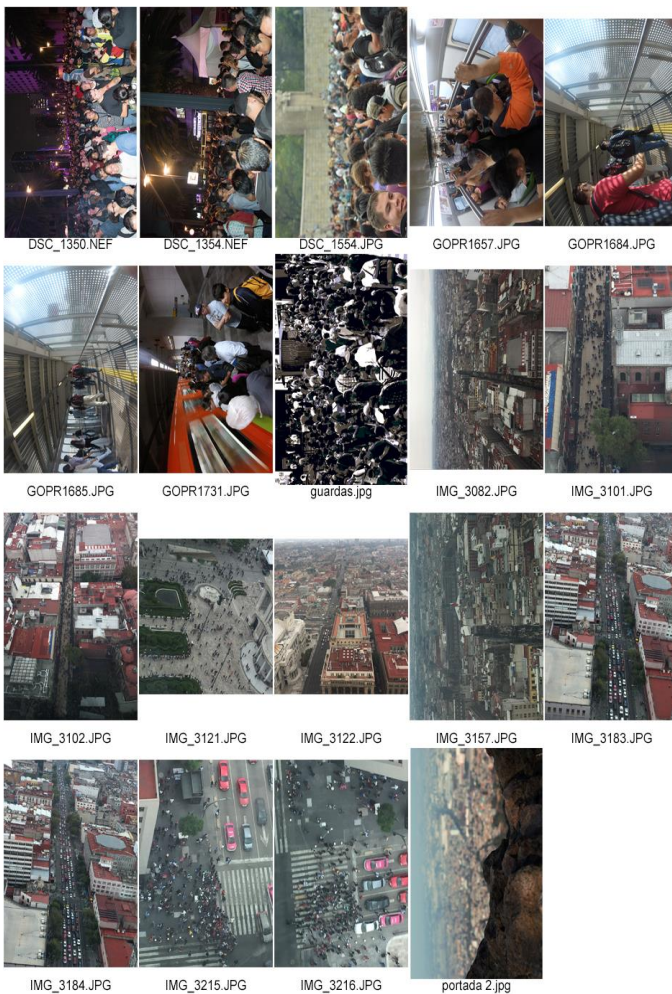 DSC_1350.NEF DSC_1354.NEF DSC_1554.JPG GOPR1657.JPG GOPR1684.JPG
GOPR1685.JPG GOPR1731.JPG guardas.jpg IMG_3082.JPG IMG_3101.JPG
IMG_3102.JPG IMG_3121.JPG IMG_3122.JPG IMG_3157.JPG IMG_3183.JPG
IMG_3184.JPG IMG_3215.JPG IMG_3216.JPG portada 2.jpg